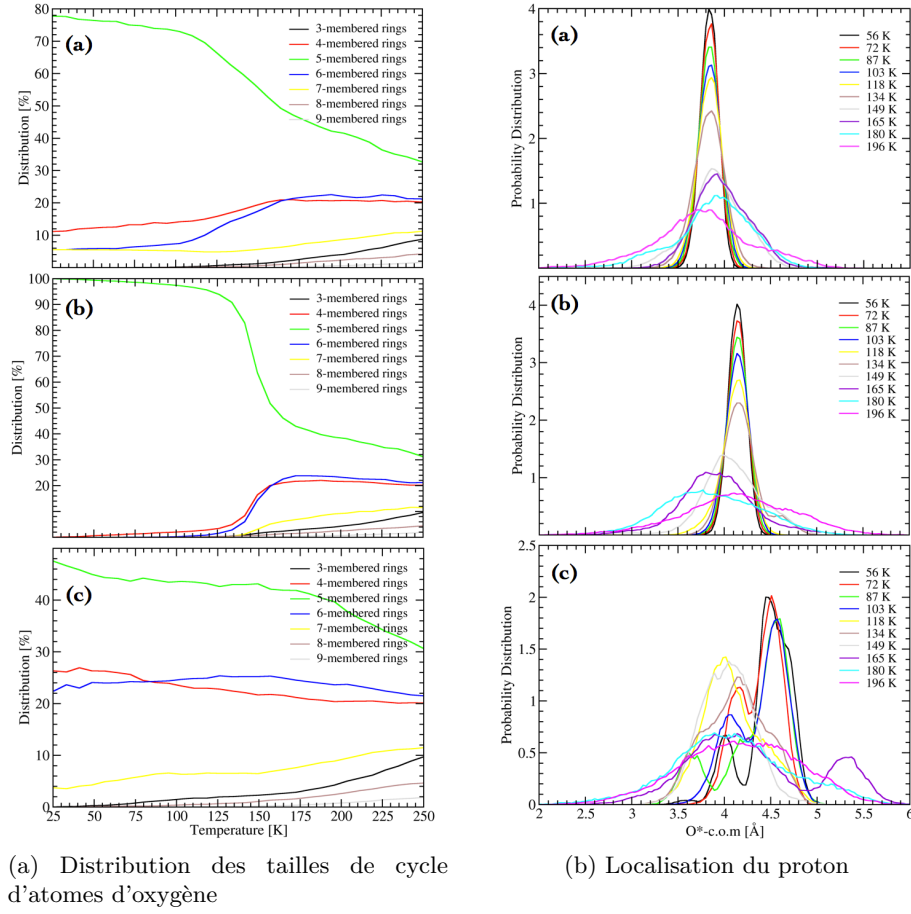 (a)
3-membered rings
4-membered rings
5-membered rings
6-membered rings
7-membered rings
8-membered rings
9-membered rings
Distribution [%]
80
70
60
50
40
30
20
10
(b)
3-membered rings
4-membered rings
5-membered rings
6-membered rings
7-membered rings
8-membered rings
9-membered rings
Distribution [%]
100
90
80
70
60
50
40
30
20
(c)
3-membered rings
4-membered rings
5-membered rings
6-membered rings
7-membered rings
8-membered rings
9-membered rings
Distribution [%]
40
30
20
10
0
25 50 75 100 125 150 175 200 225 250
Temperature [K]
(a) Distribution des tailles de cycle
d'atomes d'oxygène
(a)
56 K
72 K
87 K
103 K
118 K
134 K
149 K
165 K
180 K
196 K
Probability Distribution
4
3
2
1
(b)
56 K
72 K
87 K
103 K
118 K
134 K
149 K
165 K
180 K
196 K
Probability Distribution
4
3
2
1
0
(c)
56 K
72 K
87 K
103 K
118 K
134 K
149 K
165 K
180 K
196 K
Probability Distribution
2.5
2
1.5
1
0.5
0
2 2.5 3 3.5 4 4.5 5 5.5 6
O*-c.o.m [Å]
(b) Localisation du proton